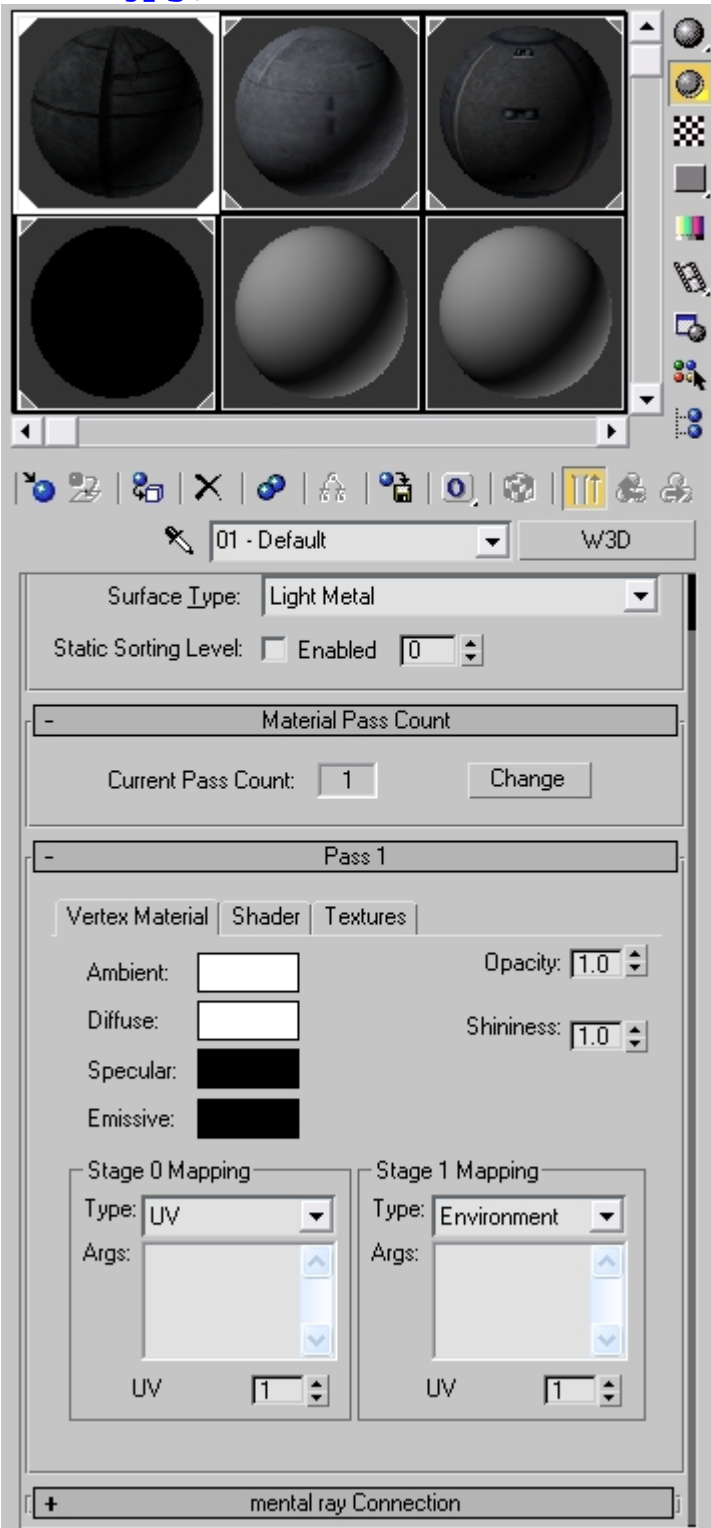 01 - Default W3D
Surface Type: Light Metal
Static Sorting Level: Enabled 0
- Material Pass Count
Current Pass Count: 1 Change
- Pass 1
Vertex Material Shader Textures
Ambient: Opacity: 1.0
Diffuse: Shininess: 1.0
Specular:
Emissive:
Stage 0 Mapping Stage 1 Mapping
Type: UV Type: Environment
Args: Args:
UV 1 UV 1
+ mental ray Connection